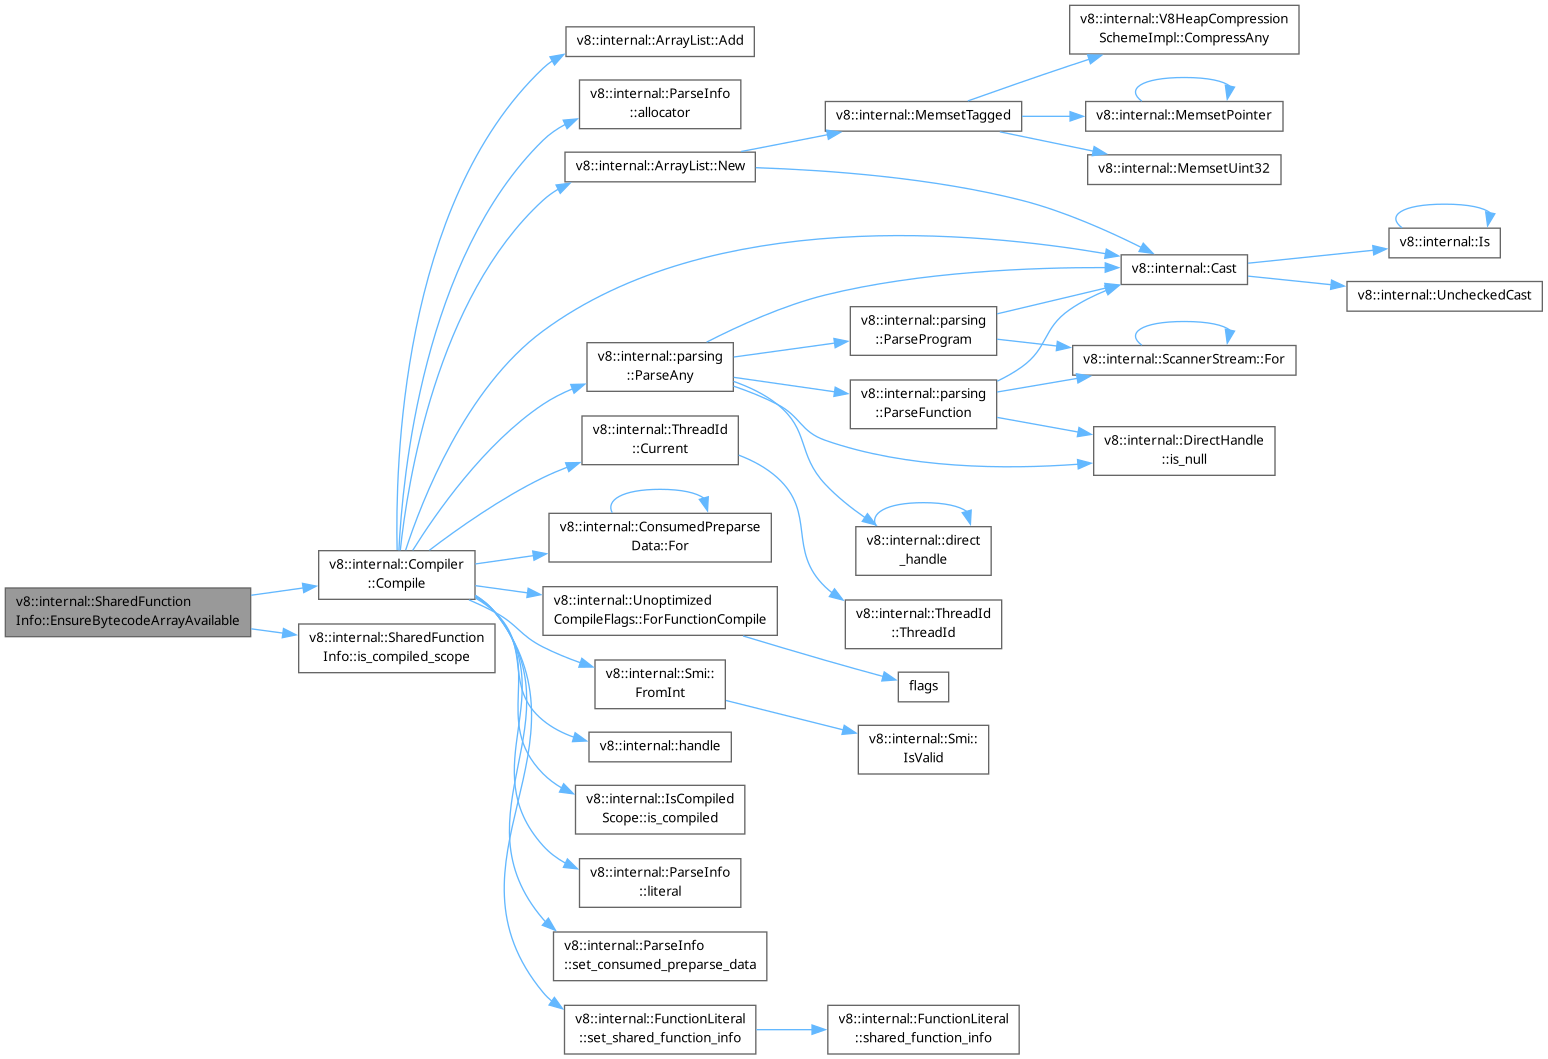 v8::internal::SharedFunction
Info::EnsureBytecodeArrayAvailable
v8::internal::Compiler
::Compile
v8::internal::SharedFunction
Info::is_compiled_scope
v8::internal::ArrayList::Add
v8::internal::ParseInfo
::allocator
v8::internal::ArrayList::New
v8::internal::parsing
::ParseAny
v8::internal::ThreadId
::Current
v8::internal::ConsumedPreparse
Data::For
v8::internal::Unoptimized
CompileFlags::ForFunctionCompile
v8::internal::Smi::
FromInt
v8::internal::handle
v8::internal::IsCompiled
Scope::is_compiled
v8::internal::ParseInfo
::literal
v8::internal::ParseInfo
::set_consumed_preparse_data
v8::internal::FunctionLiteral
::set_shared_function_info
v8::internal::MemsetTagged
v8::internal::parsing
::ParseProgram
v8::internal::parsing
::ParseFunction
v8::internal::direct
_handle
v8::internal::ThreadId
::ThreadId
flags
v8::internal::Smi::
IsValid
v8::internal::FunctionLiteral
::shared_function_info
v8::internal::V8HeapCompression
SchemeImpl::CompressAny
v8::internal::MemsetPointer
v8::internal::MemsetUint32
v8::internal::Cast
v8::internal::ScannerStream::For
v8::internal::DirectHandle
::is_null
v8::internal::Is
v8::internal::UncheckedCast